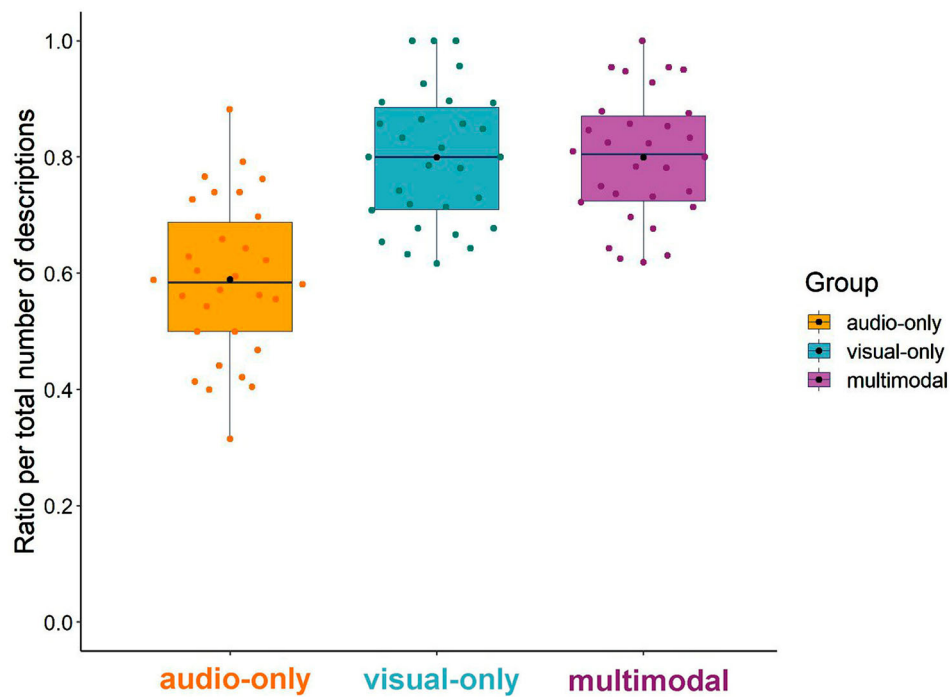 Ratio per total number of descriptions
1.0
0.8
0.6
0.4
0.2
0.0
audio-only
visual-only
multimodal
Group
audio-only
visual-only
multimodal